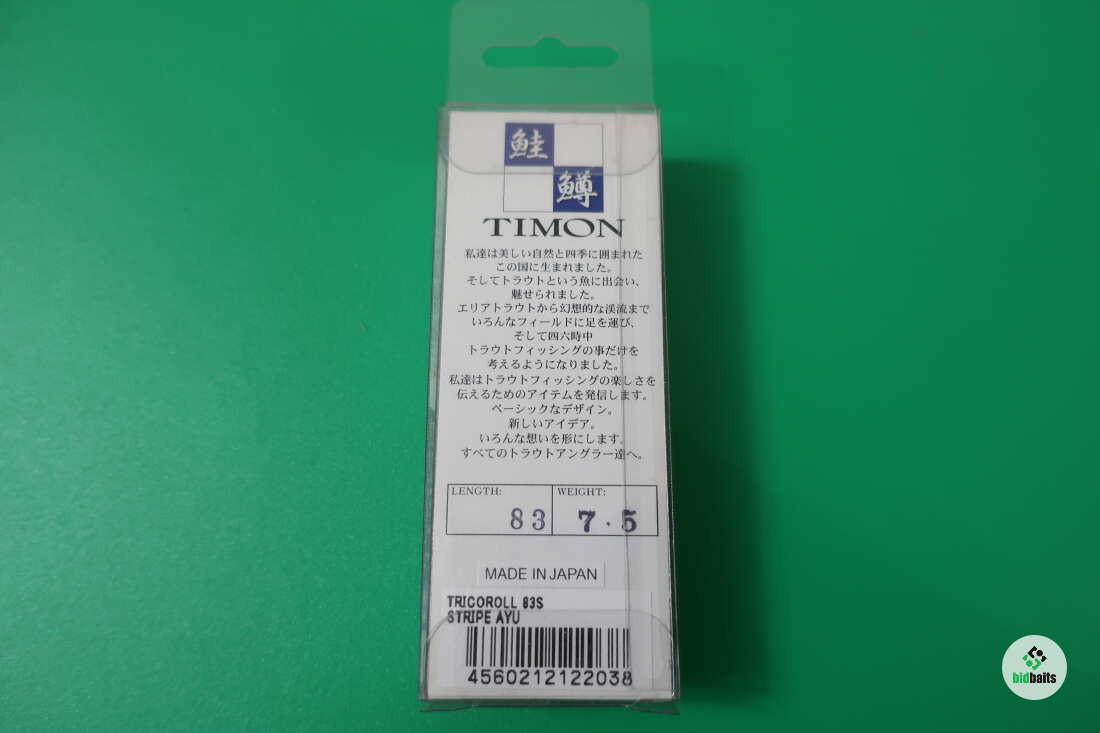 鮭
鱒
TIMON
私達は美しい自然と四季に囲まれた
この国に生まれました。
そしてトラウトという魚に出会い、
魅せられました。
エリアトラウトから幻想的な渓流まで
いろんなフィールドに足を運び、
そして四六時中
トラウトフィッシングの事だけを
考えるようになりました。
私達はトラウトフィッシングの楽しさを
伝えるためのアイテムを発信します。
ベーシックなデザイン。
新しいアイデア。
いろんな想いを形にします。
すべてのトラウトアングラー達へ。
LENGTH: WEIGHT:
83 7.5
MADE IN JAPAN
TRICOROLL 83S
STRIPE AYU
4560212122038
bidbaits